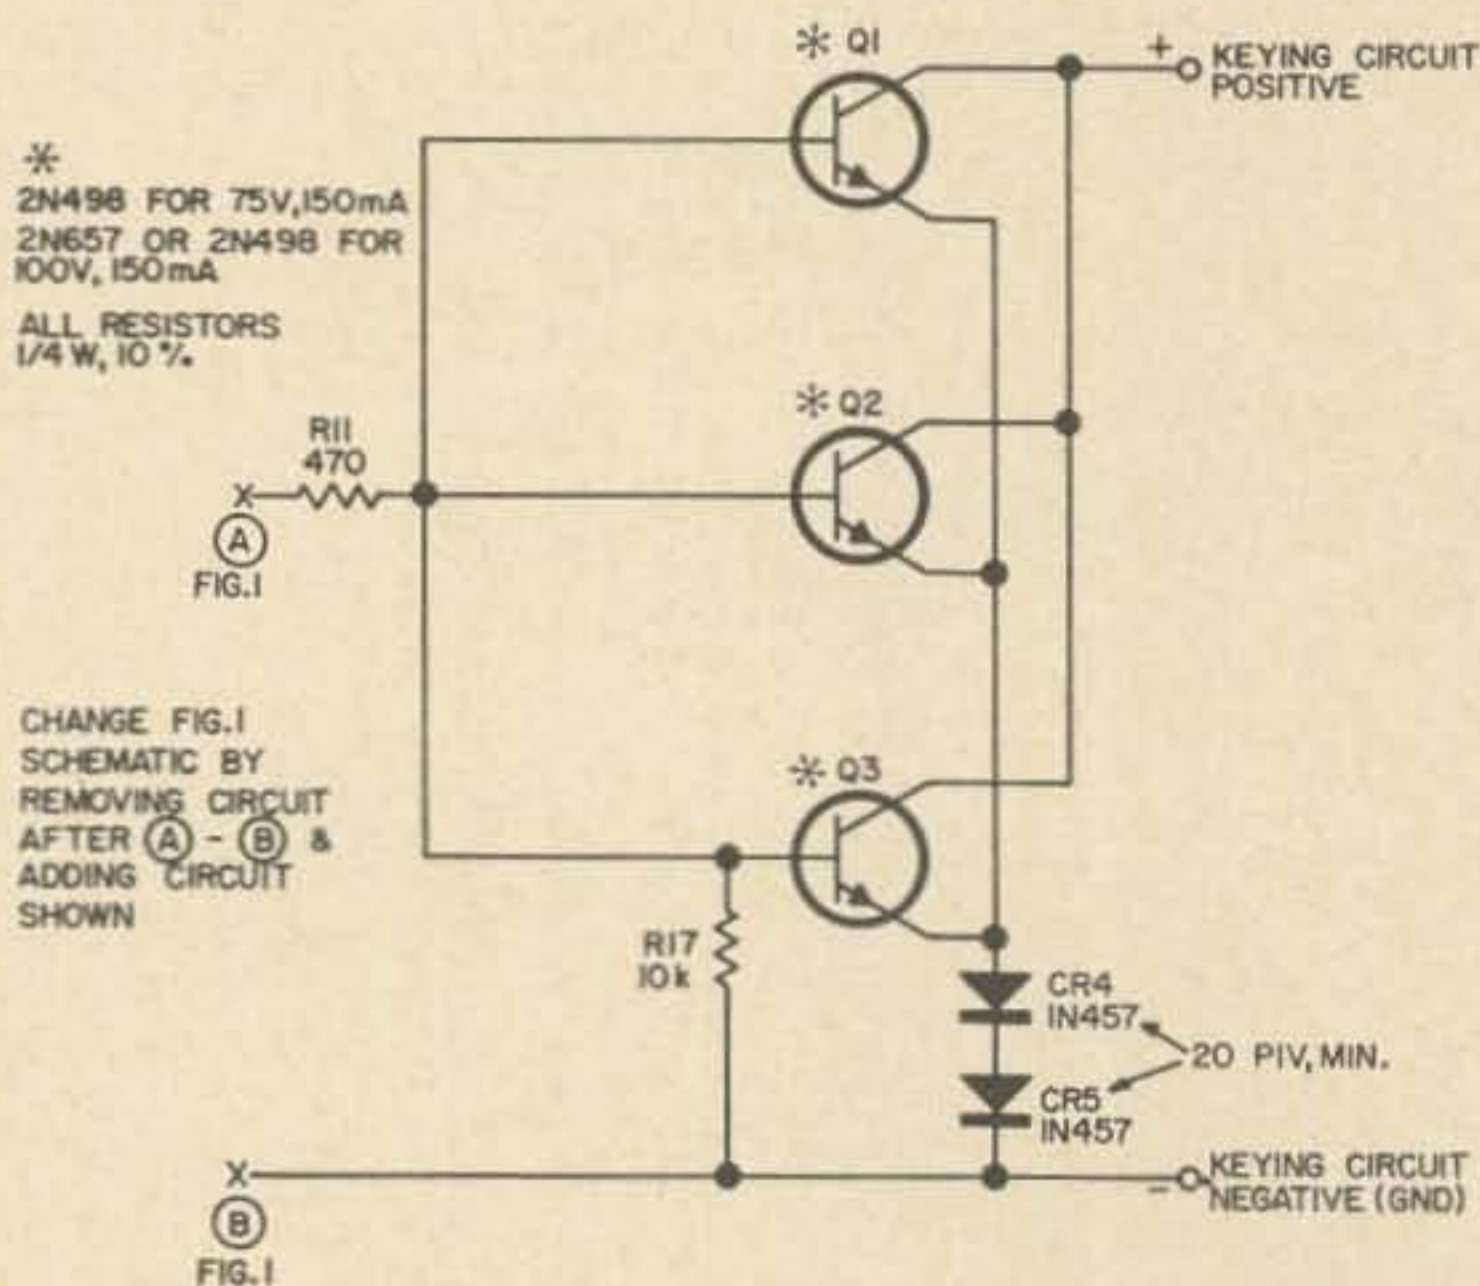 * Q1
+ KEYING CIRCUIT
POSITIVE
*
2N498 FOR 75V, 150mA
2N657 OR 2N498 FOR
100V, 150mA
ALL RESISTORS
1/4 W, 10 %.
* Q2
R11
470
X
A
FIG. 1
* Q3
CHANGE FIG. 1
SCHEMATIC BY
REMOVING CIRCUIT
AFTER A - B &
ADDING CIRCUIT
SHOWN
R17
10k
CR4
IN457
20 PIV, MIN.
CR5
IN457
X
B
FIG. 1
- KEYING CIRCUIT
NEGATIVE (GND)